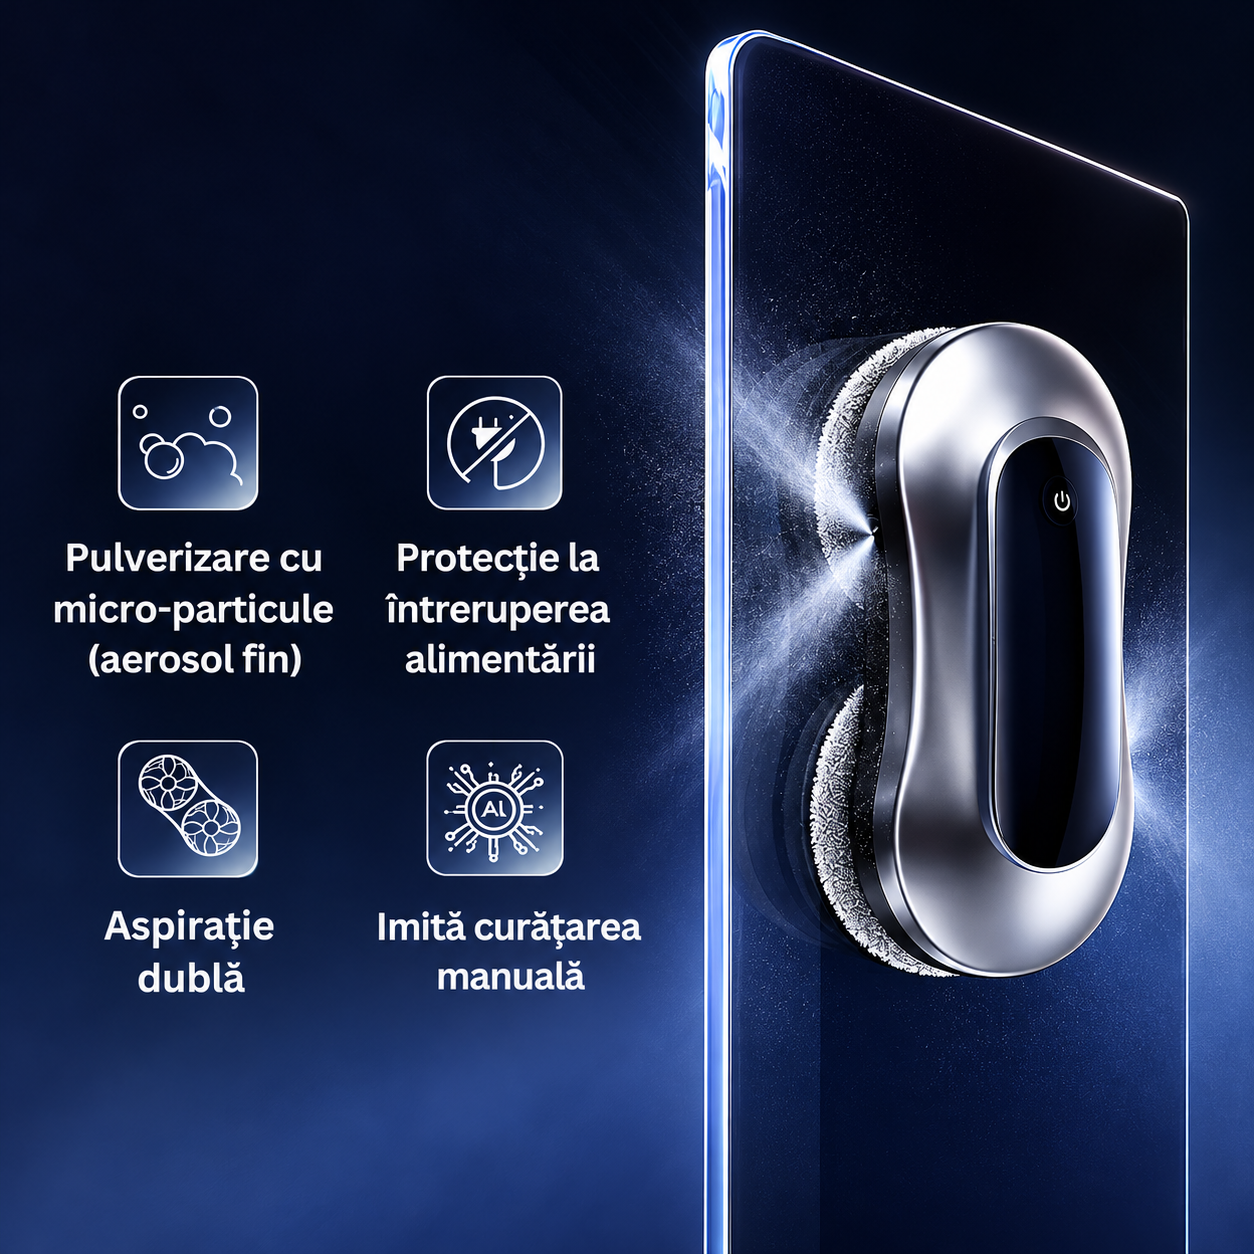 Pulverizare cu
micro-particule
(aerosol fin)
Protecție la
întreruperea
alimentării
Aspirație
dublă
AI
Imită curățarea
manuală